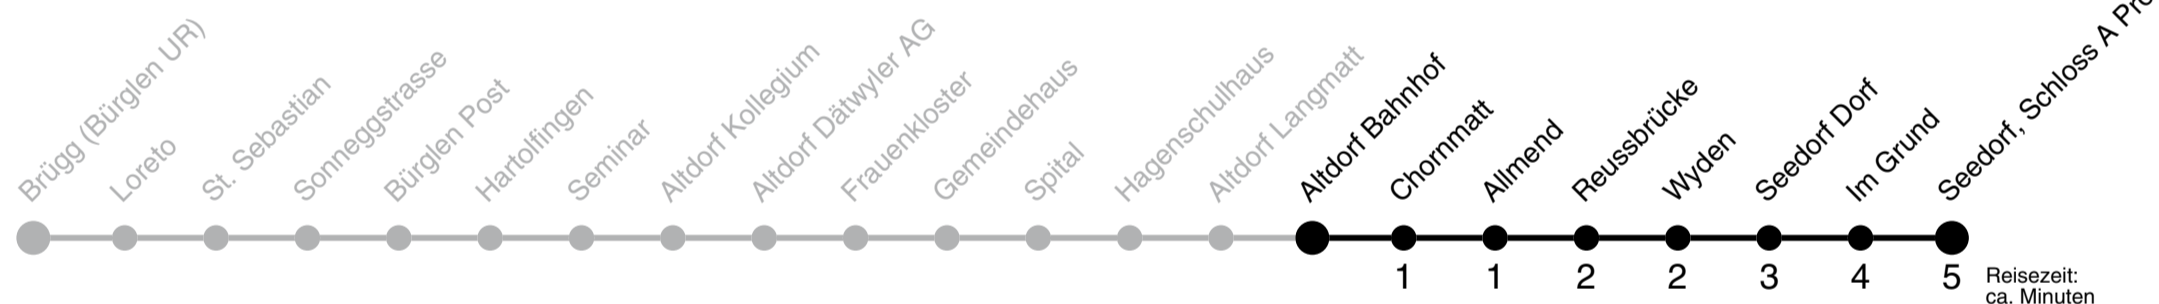 Brügg (Bürglen UR)
Loreto
St. Sebastian
Sonneggstrasse
Bürglen Post
Hartolfingen
Seminar
Altdorf Kollegium
Altdorf Dätwyler AG
Frauenkloster
Gemeindehaus
Spital
Hagenschulhaus
Altdorf Langmatt
Altdorf Bahnhof
Chornmatt
Allmend
Reussbrücke
Wyden
Seedorf Dorf
Im Grund
Seedorf, Schloss A
1 1 2 2 3 4 5
Reisezeit:
ca. Minuten